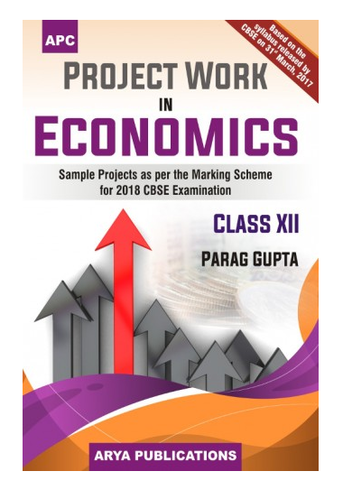 APC
Based on the
syllabus released by
CBSE on 31st March, 2017
PROJECT WORK
IN
ECONOMICS
Sample Projects as per the Marking Scheme
for 2018 CBSE Examination
CLASS XII
PARAG GUPTA
ARYA PUBLICATIONS